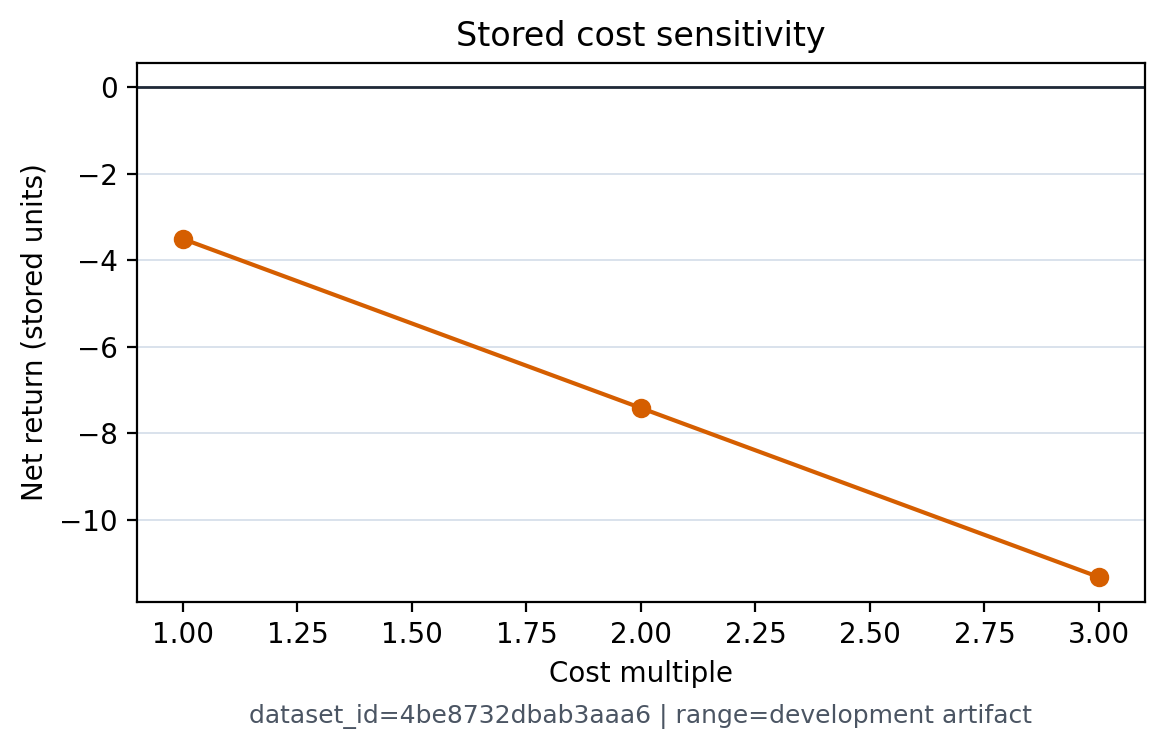 Stored cost sensitivity
Net return (stored units)
0
−2
−4
−6
−8
−10
1.00 1.25 1.50 1.75 2.00 2.25 2.50 2.75 3.00
Cost multiple
dataset_id=4be8732dbab3aaa6 | range=development artifact